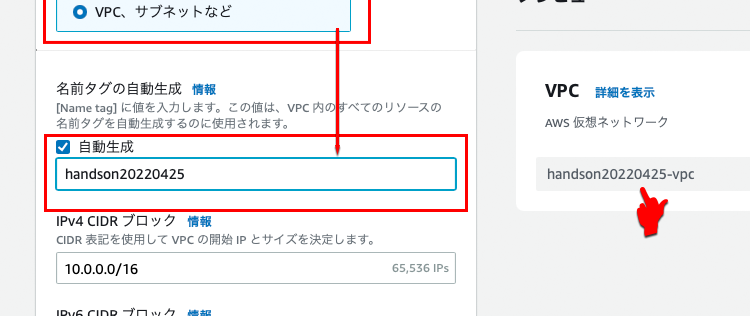 VPC、サブネットなど
名前タグの自動生成 情報
[Name tag] に値を入力します。この値は、VPC 内のすべてのリソースの
名前タグを自動生成するのに使用されます。
自動生成
handson20220425
IPv4 CIDR ブロック 情報
CIDR 表記を使用して VPC の開始 IP とサイズを決定します。
10.0.0.0/16 65,536 IPs
IPv6 CIDR ブロック 情報
VPC 詳細を表示
AWS 仮想ネットワーク
handson20220425-vpc